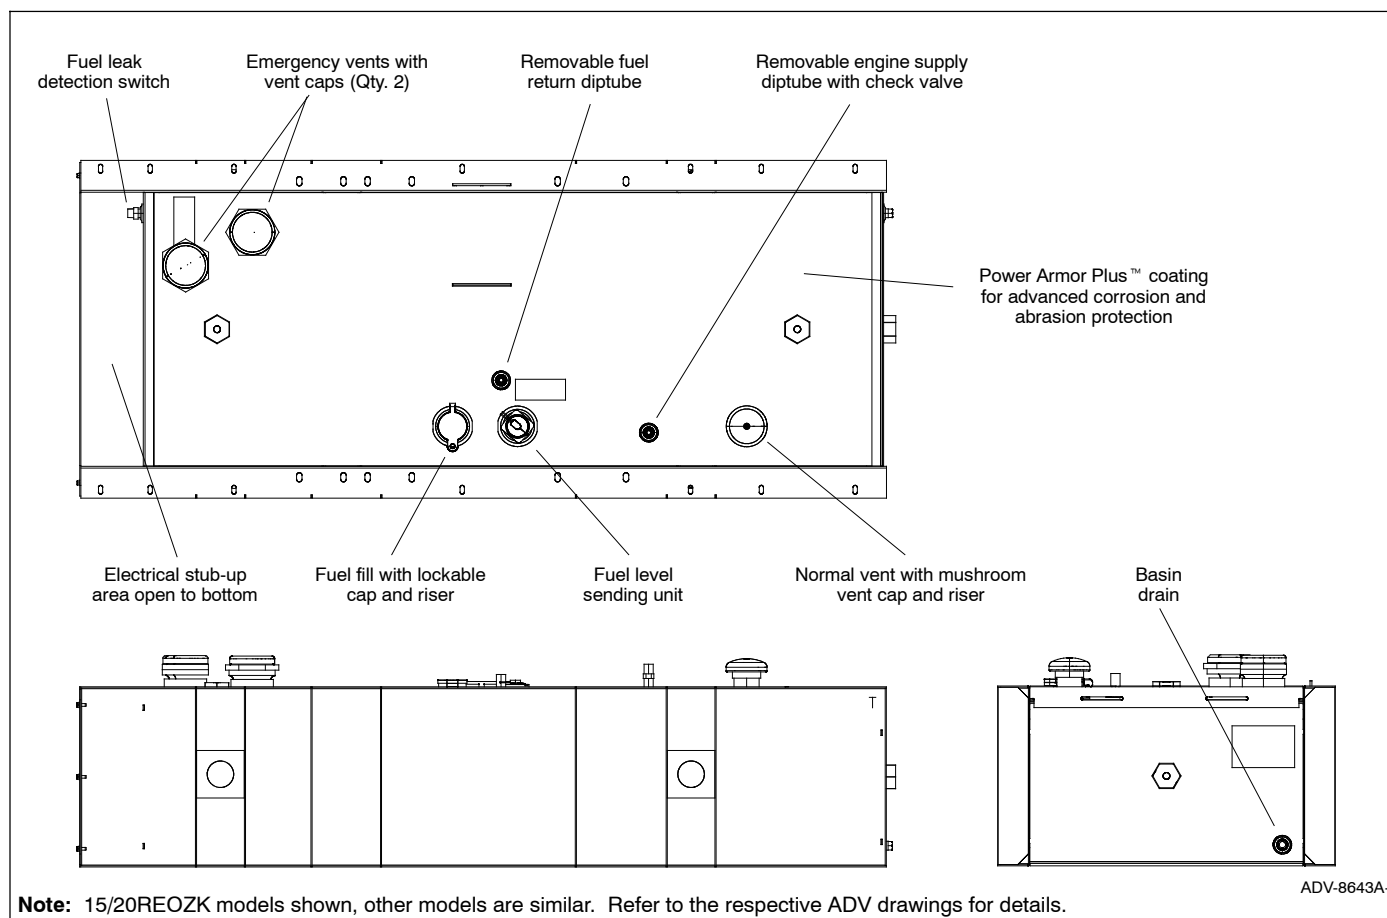 Fuel leak
detection switch
Emergency vents with
vent caps (Qty. 2)
Removable fuel
return diptube
Removable engine supply
diptube with check valve
Power Armor Plus™ coating
for advanced corrosion and
abrasion protection
Electrical stub-up
area open to bottom
Fuel fill with lockable
cap and riser
Fuel level
sending unit
Normal vent with mushroom
vent cap and riser
Basin
drain
ADV-8643A-
Note: 15/20REOZK models shown, other models are similar. Refer to the respective ADV drawings for details.